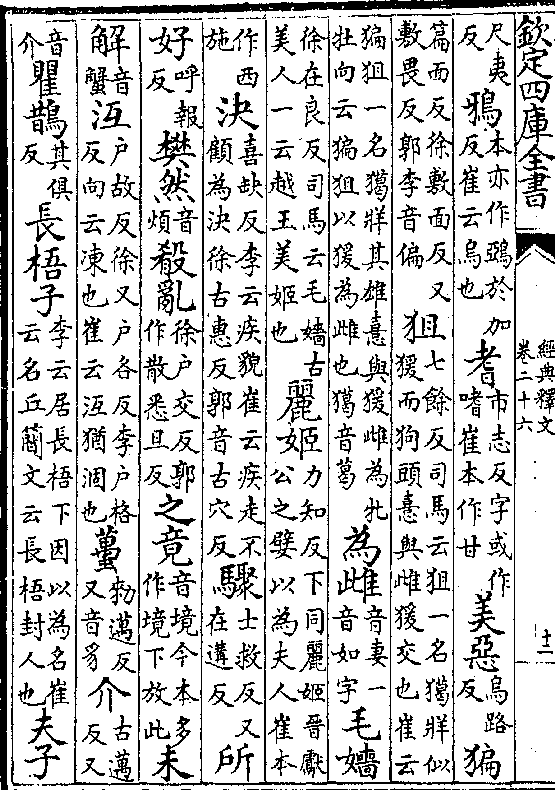 欽定四庫全書
經典釋文
卷二十六
十二
尺夷反鴉本亦作鵶於加反崔云烏也耆市志反字或作嗜崔本作甘美惡烏路反猵
篇面反徐敷面反又敷畏反郭李音偏狙七餘反司馬云狙一名獦牂似猨而狗頭憙與雌猨交也崔云
猵狙一名獦牂其雄憙與猨雌為牝牡向云猵狙以猨為雌也獦音葛為雌音妻一音如字毛嬙
徐在良反司馬云毛嬙古美人一云越王美姬也麗姬力知反下同麗姬晉獻公之嬖以為夫人崔本
作西施決喜缺反李云疾貌崔云疾走不顧為決徐古惠反郭音古穴反驟士救反又在遘反所
好呼報反樊然音煩殽亂徐戶交反郭作散悉旦反之竟音境今本多作境下放此未
解音蟹沍戶故反徐又戶各反李戶格反向云凍也崔云沍猶涸也蠆勑邁反又音豸介古邁反又
音介瞿鵲其俱反長梧子李云居長梧下因以為名崔云名丘簡文云長梧封人也夫子